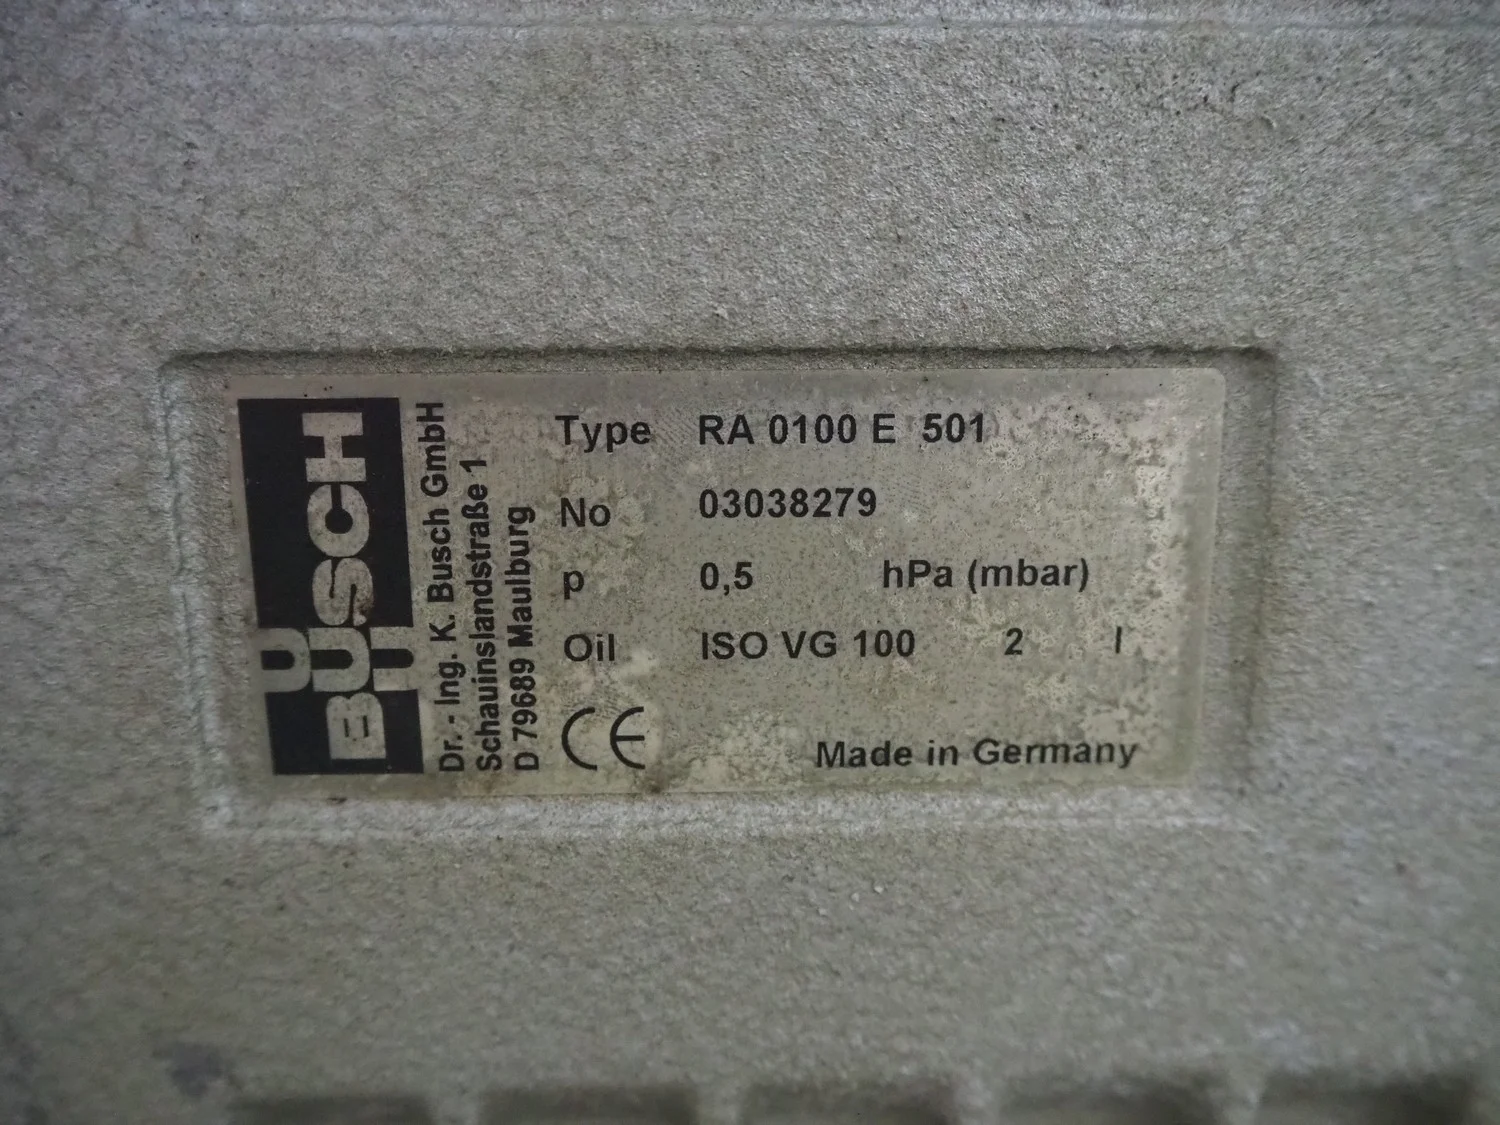 BUSCH
Dr. - Ing. K. Busch GmbH
Schauinslandstraße 1
D 79689 Maulburg
Type RA 0100 E 501
No 03038279
p 0,5 hPa (mbar)
Oil ISO VG 100 2 l
CE
Made in Germany